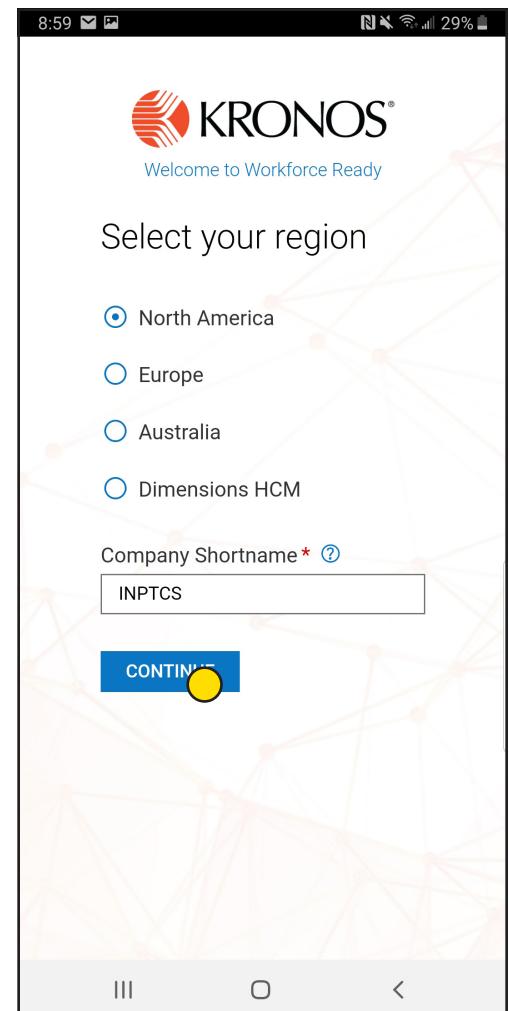 8:59 29%
KRONOS®
Welcome to Workforce Ready
Select your region
North America
Europe
Australia
Dimensions HCM
Company Shortname* ?
INPTCS
CONTINUE